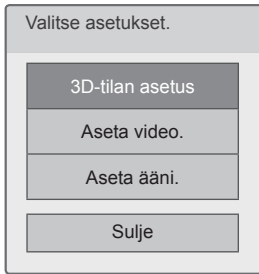 Valitse asetukset.
3D-tilan asetus
Aseta video.
Aseta ääni.
Sulje